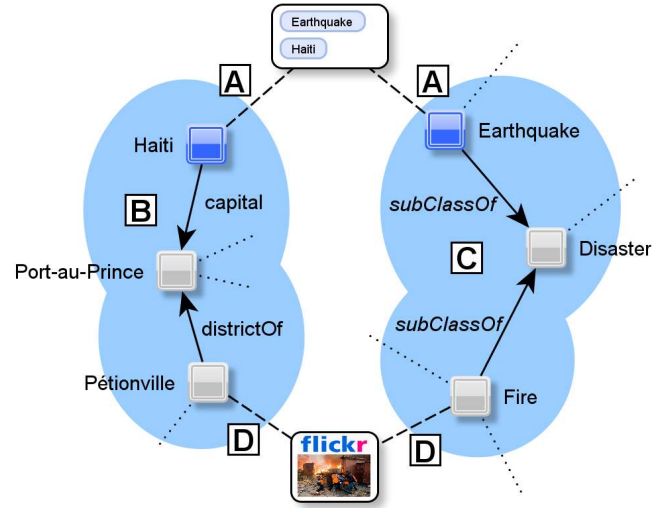 Earthquake
Haiti
A
A
Haiti
Earthquake
B
capital
subClassOf
Port-au-Prince
C
Disaster
districtOf
subClassOf
Pétionville
Fire
D
flickr
D